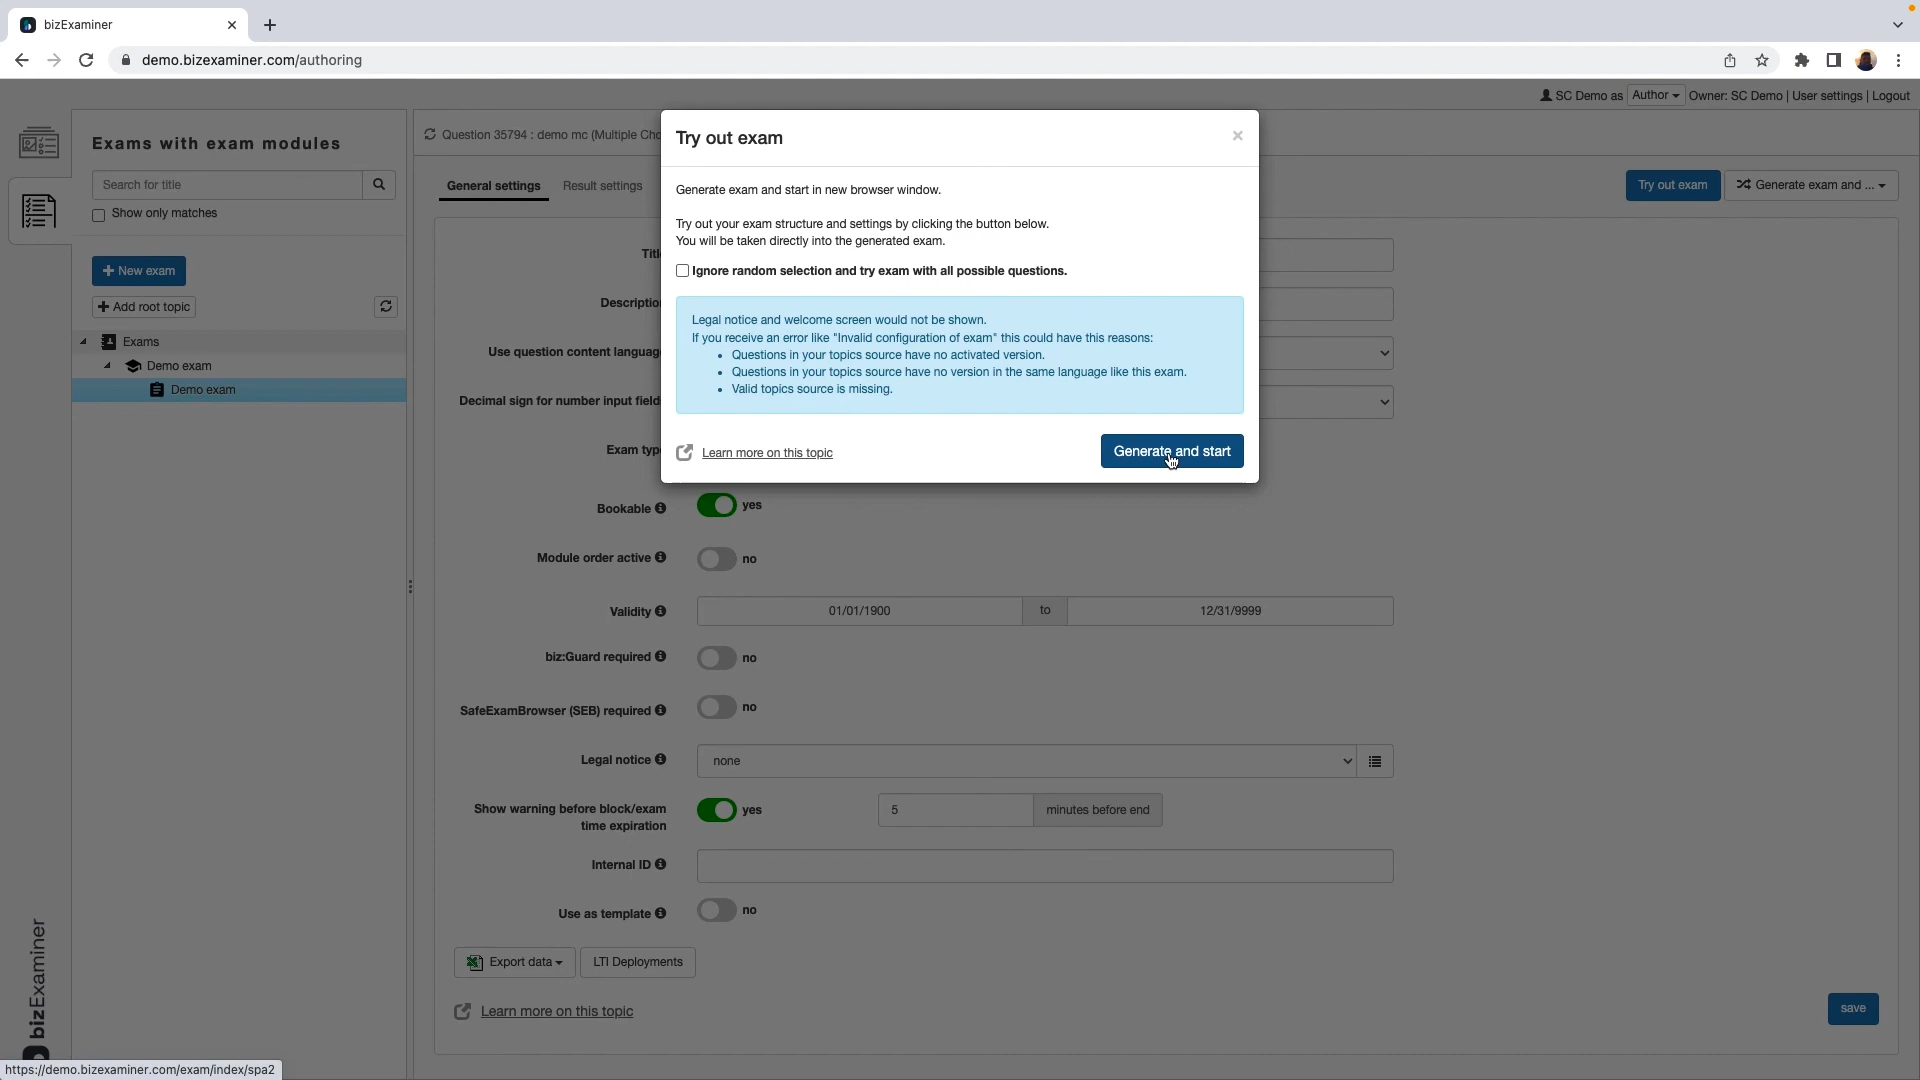 bizExaminer
demo.bizexaminer.com/authoring
SC Demo as Author Owner: SC Demo | User settings | Logout
Exams with exam modules
Search for title
Show only matches
New exam
Add root topic
Exams
Demo exam
Demo exam
Question 35794 : demo mc (Multiple Cho
General settings Result settings
Try out exam Generate exam and ...
Try out exam
Generate exam and start in new browser window.
Try out your exam structure and settings by clicking the button below.
You will be taken directly into the generated exam.
Ignore random selection and try exam with all possible questions.
Legal notice and welcome screen would not be shown.
If you receive an error like "Invalid configuration of exam" this could have this reasons:
• Questions in your topics source have no activated version.
• Questions in your topics source have no version in the same language like this exam.
• Valid topics source is missing.
Learn more on this topic
Generate and start
Title
Description
Use question content language
Decimal sign for number input field
Exam type
Bookable yes
Module order active no
Validity 01/01/1900 to 12/31/9999
biz:Guard required no
SafeExamBrowser (SEB) required no
Legal notice none
Show warning before block/exam
time expiration yes 5 minutes before end
Internal ID
Use as template no
Export data LTI Deployments
Learn more on this topic
save
bizExaminer
https://demo.bizexaminer.com/exam/index/spa2